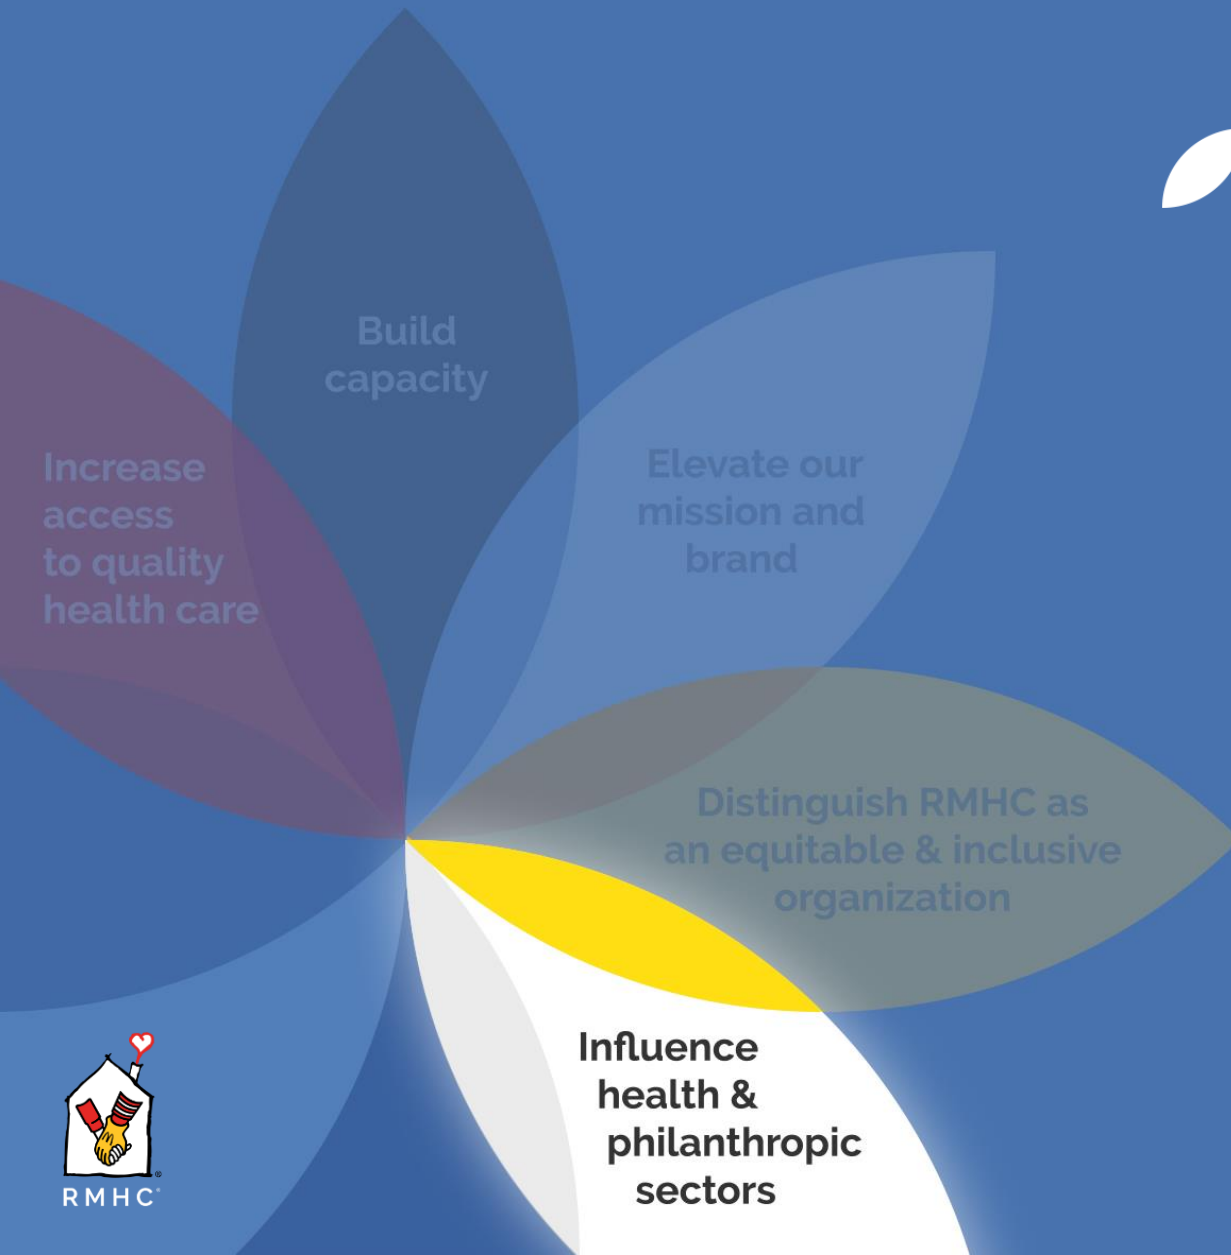 Build
capacity
Increase
access
to quality
health care
Elevate our
mission and
brand
Distinguish RMHC as
an equitable & inclusive
organization
Influence
health &
philanthropic
sectors
RMHC®